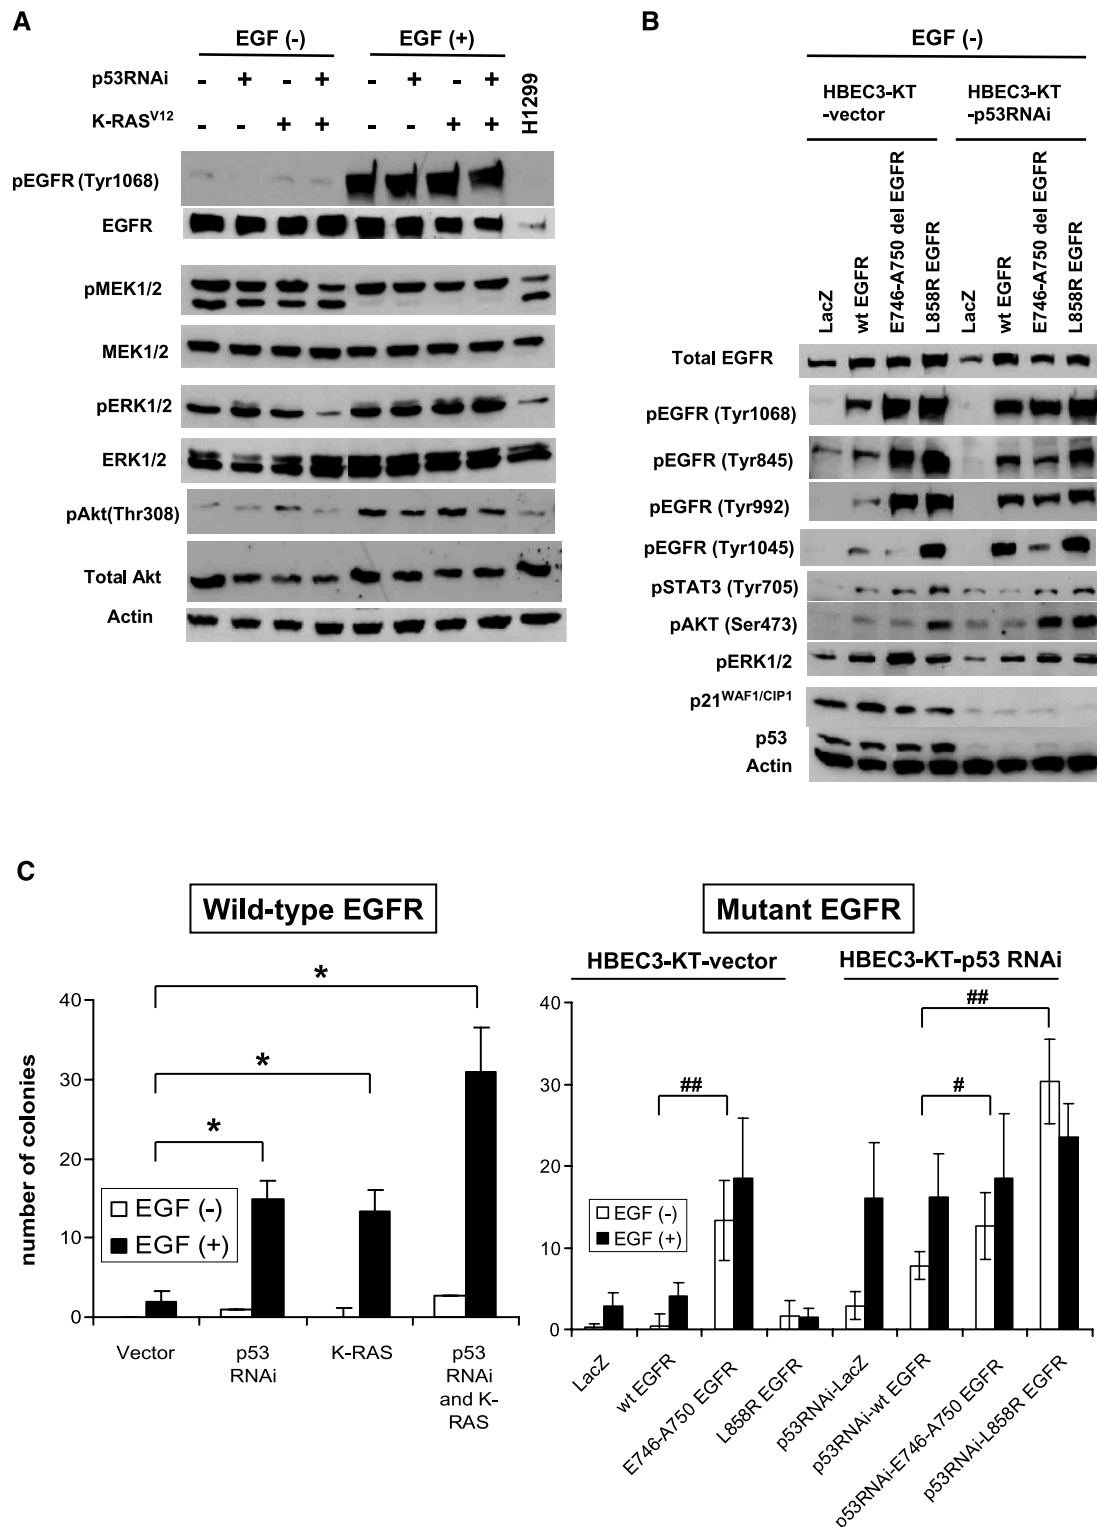 A
EGF (-)
EGF (+)
p53RNAi - + - + - + - +
K-RASV12 - - + + - - + +
H1299
pEGFR (Tyr1068)
EGFR
pMEK1/2
MEK1/2
pERK1/2
ERK1/2
pAkt(Thr308)
Total Akt
Actin
B
EGF (-)
HBEC3-KT
-vector
HBEC3-KT
-p53RNAi
LacZ
wt EGFR
E746-A750 del EGFR
L858R EGFR
LacZ
wt EGFR
E746-A750 del EGFR
L858R EGFR
Total EGFR
pEGFR (Tyr1068)
pEGFR (Tyr845)
pEGFR (Tyr992)
pEGFR (Tyr1045)
pSTAT3 (Tyr705)
pAKT (Ser473)
pERK1/2
p21WAF1/CIP1
p53
Actin
C
Wild-type EGFR
number of colonies
40
30
20
10
0
*
*
*
EGF (-)
EGF (+)
Vector
p53
RNAi
K-RAS
p53
RNAi
and K-
RAS
Mutant EGFR
HBEC3-KT-vector
HBEC3-KT-p53 RNAi
40
30
20
10
0
##
##
#
EGF (-)
EGF (+)
LacZ
wt EGFR
E746-A750 EGFR
L858R EGFR
p53RNAi-LacZ
p53RNAi-wt EGFR
p53RNAi-E746-A750 EGFR
p53RNAi-L858R EGFR